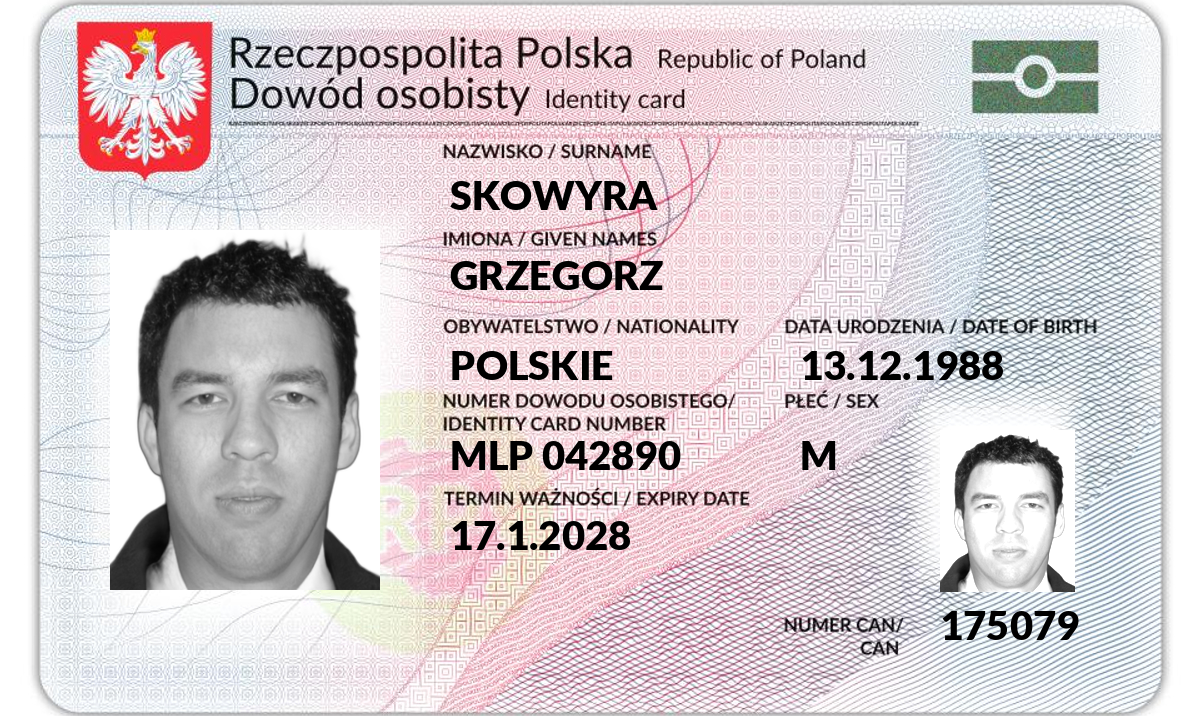 Rzeczpospolita Polska Republic of Poland
Dowód osobisty Identity card
NAZWISKO / SURNAME
SKOWYRA
IMIONA / GIVEN NAMES
GRZEGORZ
OBYWATELSTWO / NATIONALITY DATA URODZENIA / DATE OF BIRTH
POLSKIE 13.12.1988
NUMER DOWODU OSOBISTEGO/ PŁEĆ / SEX
IDENTITY CARD NUMBER
MLP 042890 M
TERMIN WAŻNOŚCI / EXPIRY DATE
17.1.2028
NUMER CAN/ 175079
CAN